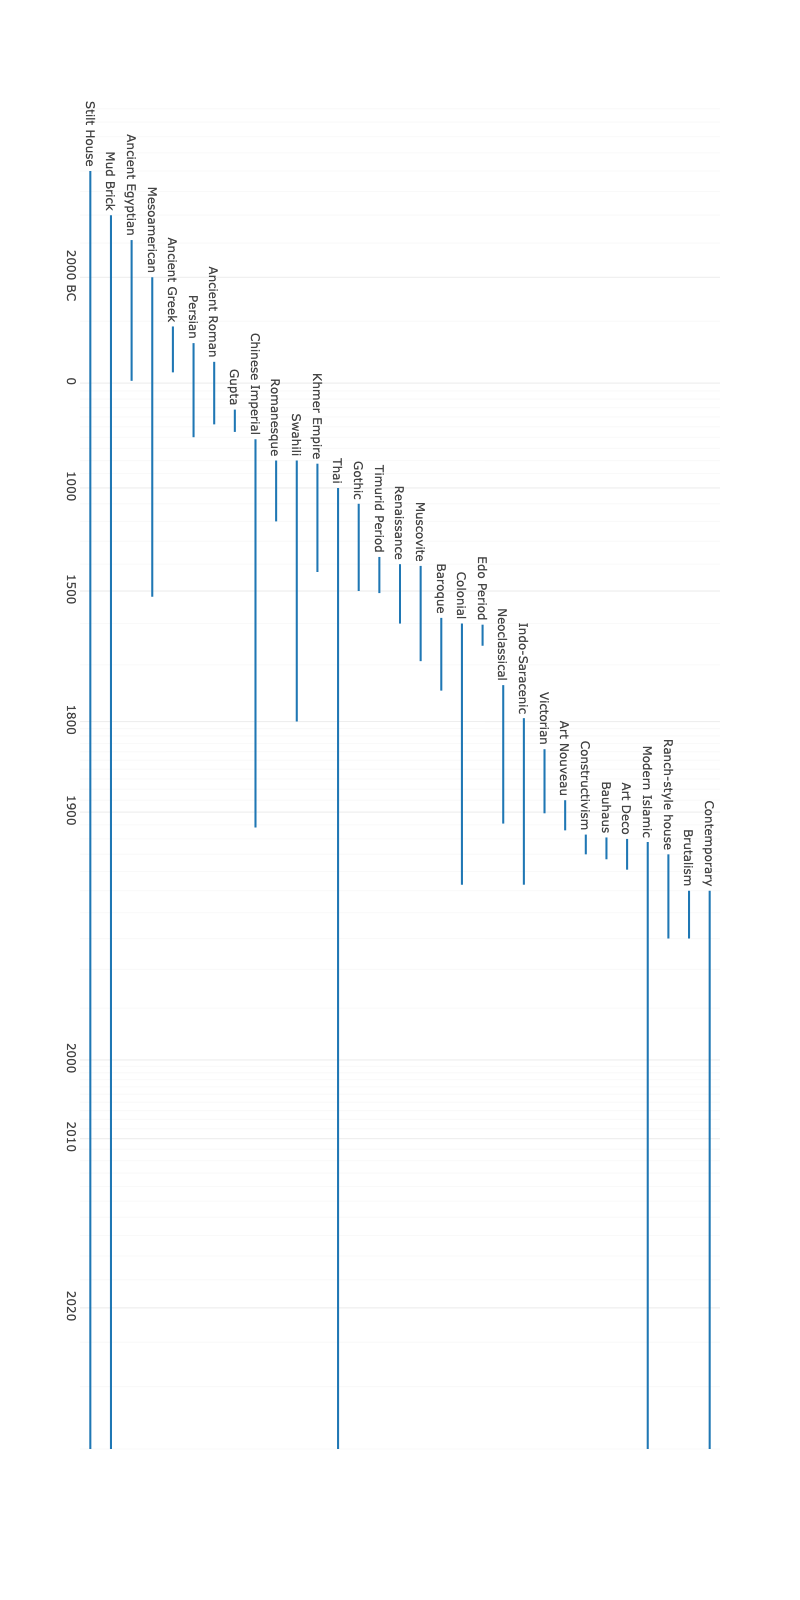 Stilt House
Mud Brick
Ancient Egyptian
Mesoamerican
Ancient Greek
Persian
Ancient Roman
Gupta
Chinese Imperial
Romanesque
Swahili
Khmer Empire
Thai
Gothic
Timurid Period
Renaissance
Muscovite
Baroque
Colonial
Edo Period
Neoclassical
Indo-Saracenic
Victorian
Art Nouveau
Constructivism
Bauhaus
Art Deco
Modern Islamic
Ranch-style house
Brutalism
Contemporary
2000 BC
0
1000
1500
1800
1900
2000
2010
2020